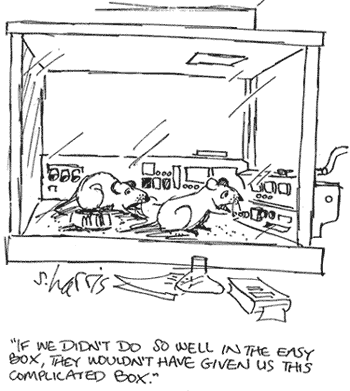 s.harris
"IF WE DIDN'T DO SO WELL IN THE EASY
BOX, THEY WOULDN'T HAVE GIVEN US THIS
COMPLICATED BOX."